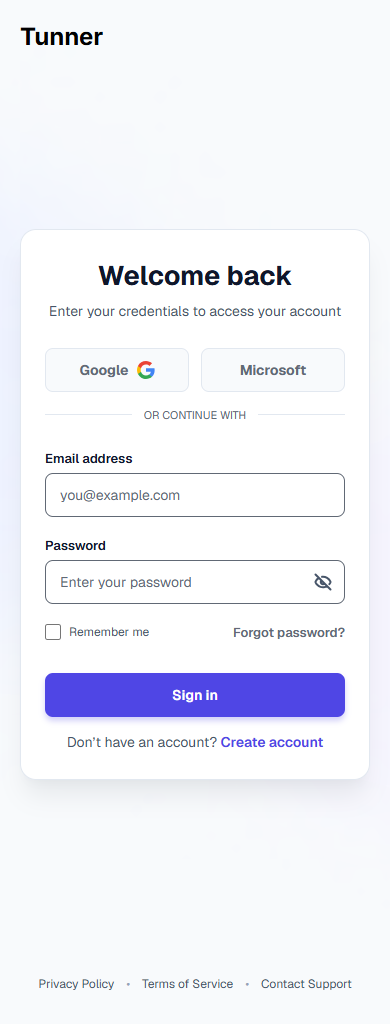 Tunner
Welcome back
Enter your credentials to access your account
Google
Microsoft
OR CONTINUE WITH
Email address
you@example.com
Password
Enter your password
Remember me
Forgot password?
Sign in
Don't have an account? Create account
Privacy Policy • Terms of Service • Contact Support